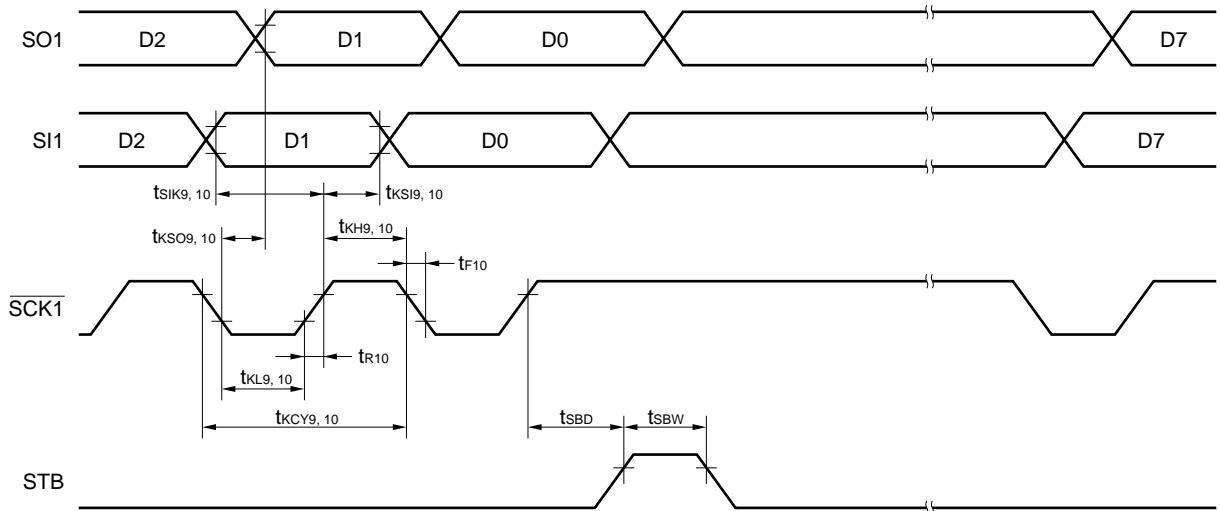 SO1 D2 D1 D0 D7
SI1 D2 D1 D0 D7
tSIK9, 10 tKSI9, 10
tKSO9, 10 tKH9, 10
tF10
SCK1
tR10
tKL9, 10
tKCY9, 10 tSBD tSBW
STB